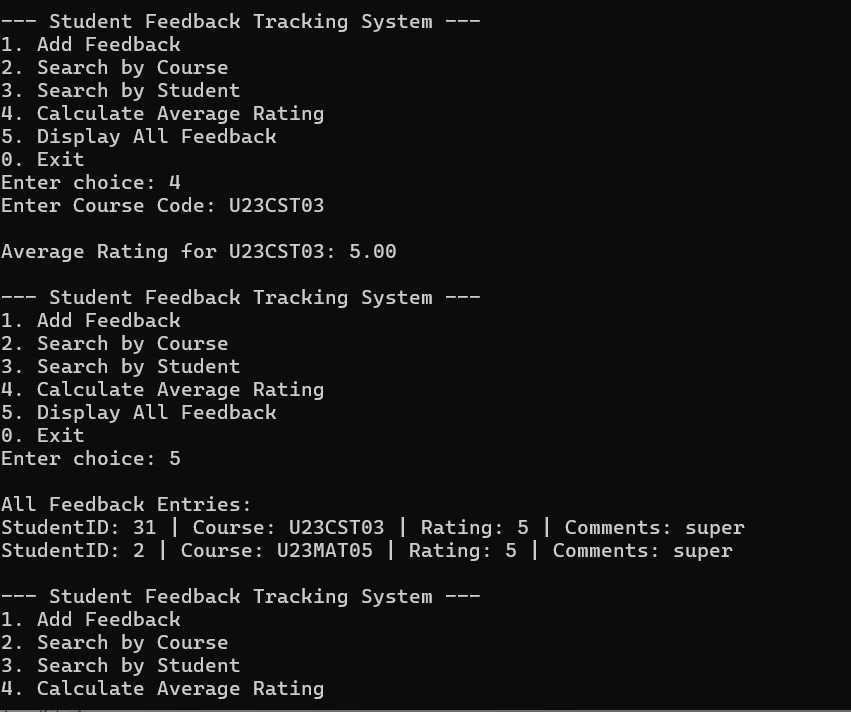 --- Student Feedback Tracking System ---
1. Add Feedback
2. Search by Course
3. Search by Student
4. Calculate Average Rating
5. Display All Feedback
0. Exit
Enter choice: 4
Enter Course Code: U23CST03
Average Rating for U23CST03: 5.00
--- Student Feedback Tracking System ---
1. Add Feedback
2. Search by Course
3. Search by Student
4. Calculate Average Rating
5. Display All Feedback
0. Exit
Enter choice: 5
All Feedback Entries:
StudentID: 31 | Course: U23CST03 | Rating: 5 | Comments: super
StudentID: 2 | Course: U23MAT05 | Rating: 5 | Comments: super
--- Student Feedback Tracking System ---
1. Add Feedback
2. Search by Course
3. Search by Student
4. Calculate Average Rating